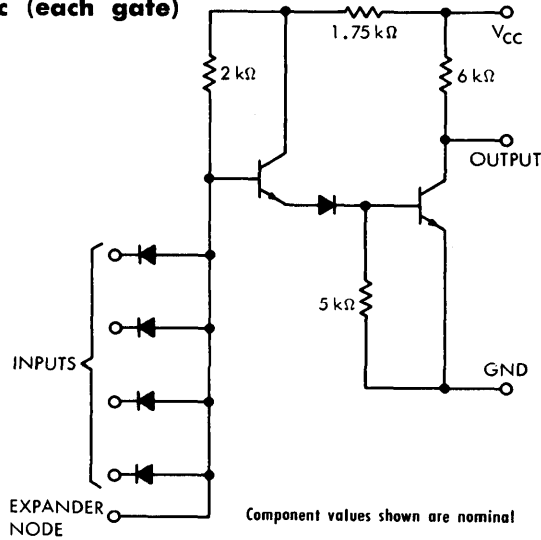 c (each gate)
1.75 kΩ
VCC
2 kΩ
6 kΩ
OUTPUT
5 kΩ
INPUTS
GND
EXPANDER
NODE
Component values shown are nominal